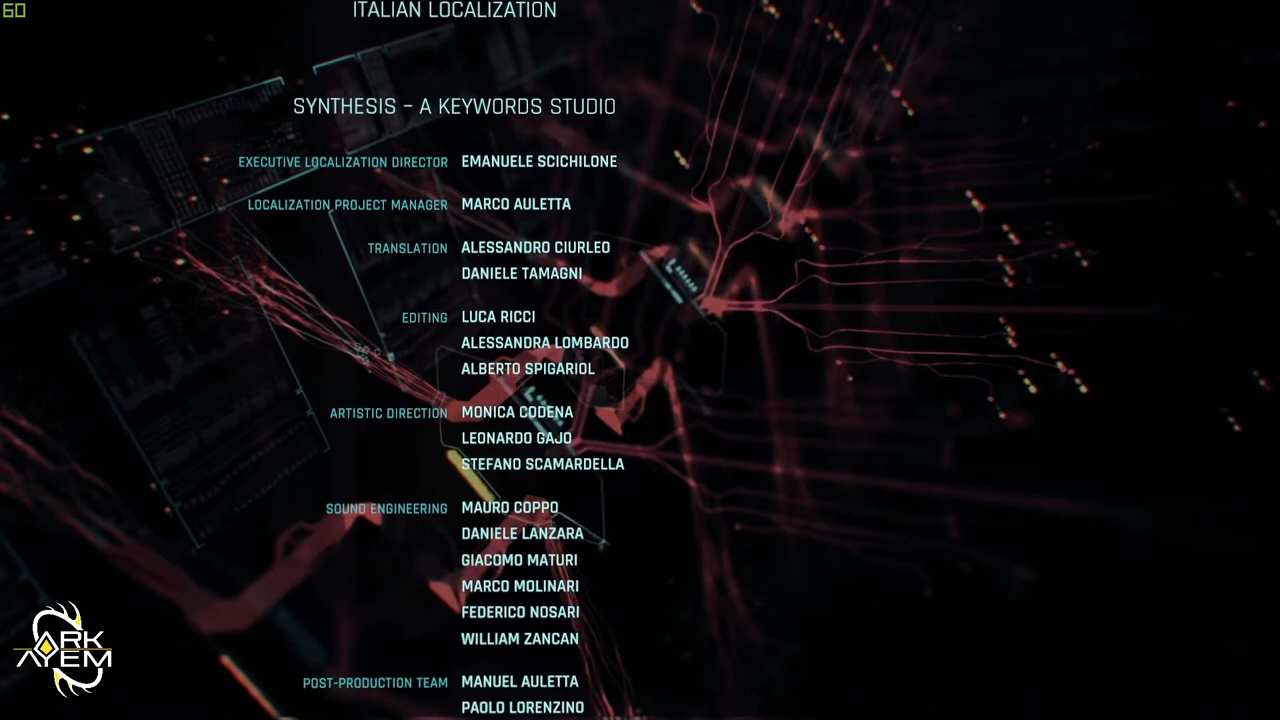 60
ITALIAN LOCALIZATION
SYNTHESIS – A KEYWORDS STUDIO
EXECUTIVE LOCALIZATION DIRECTOR EMANUELE SCICHILONE
LOCALIZATION PROJECT MANAGER MARCO AULETTA
TRANSLATION ALESSANDRO CIURLEO
DANIELE TAMAGNI
EDITING LUCA RICCI
ALESSANDRA LOMBARDO
ALBERTO SPIGARIOL
ARTISTIC DIRECTION MONICA CODENA
LEONARDO GAJO
STEFANO SCAMARDELLA
SOUND ENGINEERING MAURO COPPO
DANIELE LANZARA
GIACOMO MATURI
MARCO MOLINARI
FEDERICO NOSARI
WILLIAM ZANCAN
POST-PRODUCTION TEAM MANUEL AULETTA
PAOLO LORENZINO
ARK
AYEM